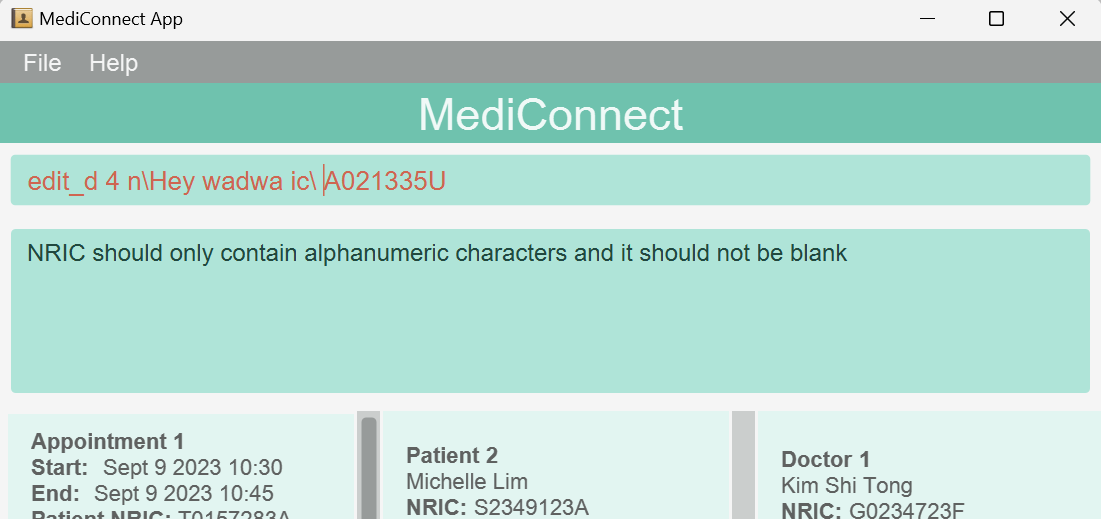 MediConnect App
File Help
MediConnect
edit_d 4 n\Hey wadwa ic\ A021335U
NRIC should only contain alphanumeric characters and it should not be blank
Appointment 1
Start: Sept 9 2023 10:30
End: Sept 9 2023 10:45
Patient NRIC: T0157283A
Patient 2
Michelle Lim
NRIC: S2349123A
Doctor 1
Kim Shi Tong
NRIC: G0234723F